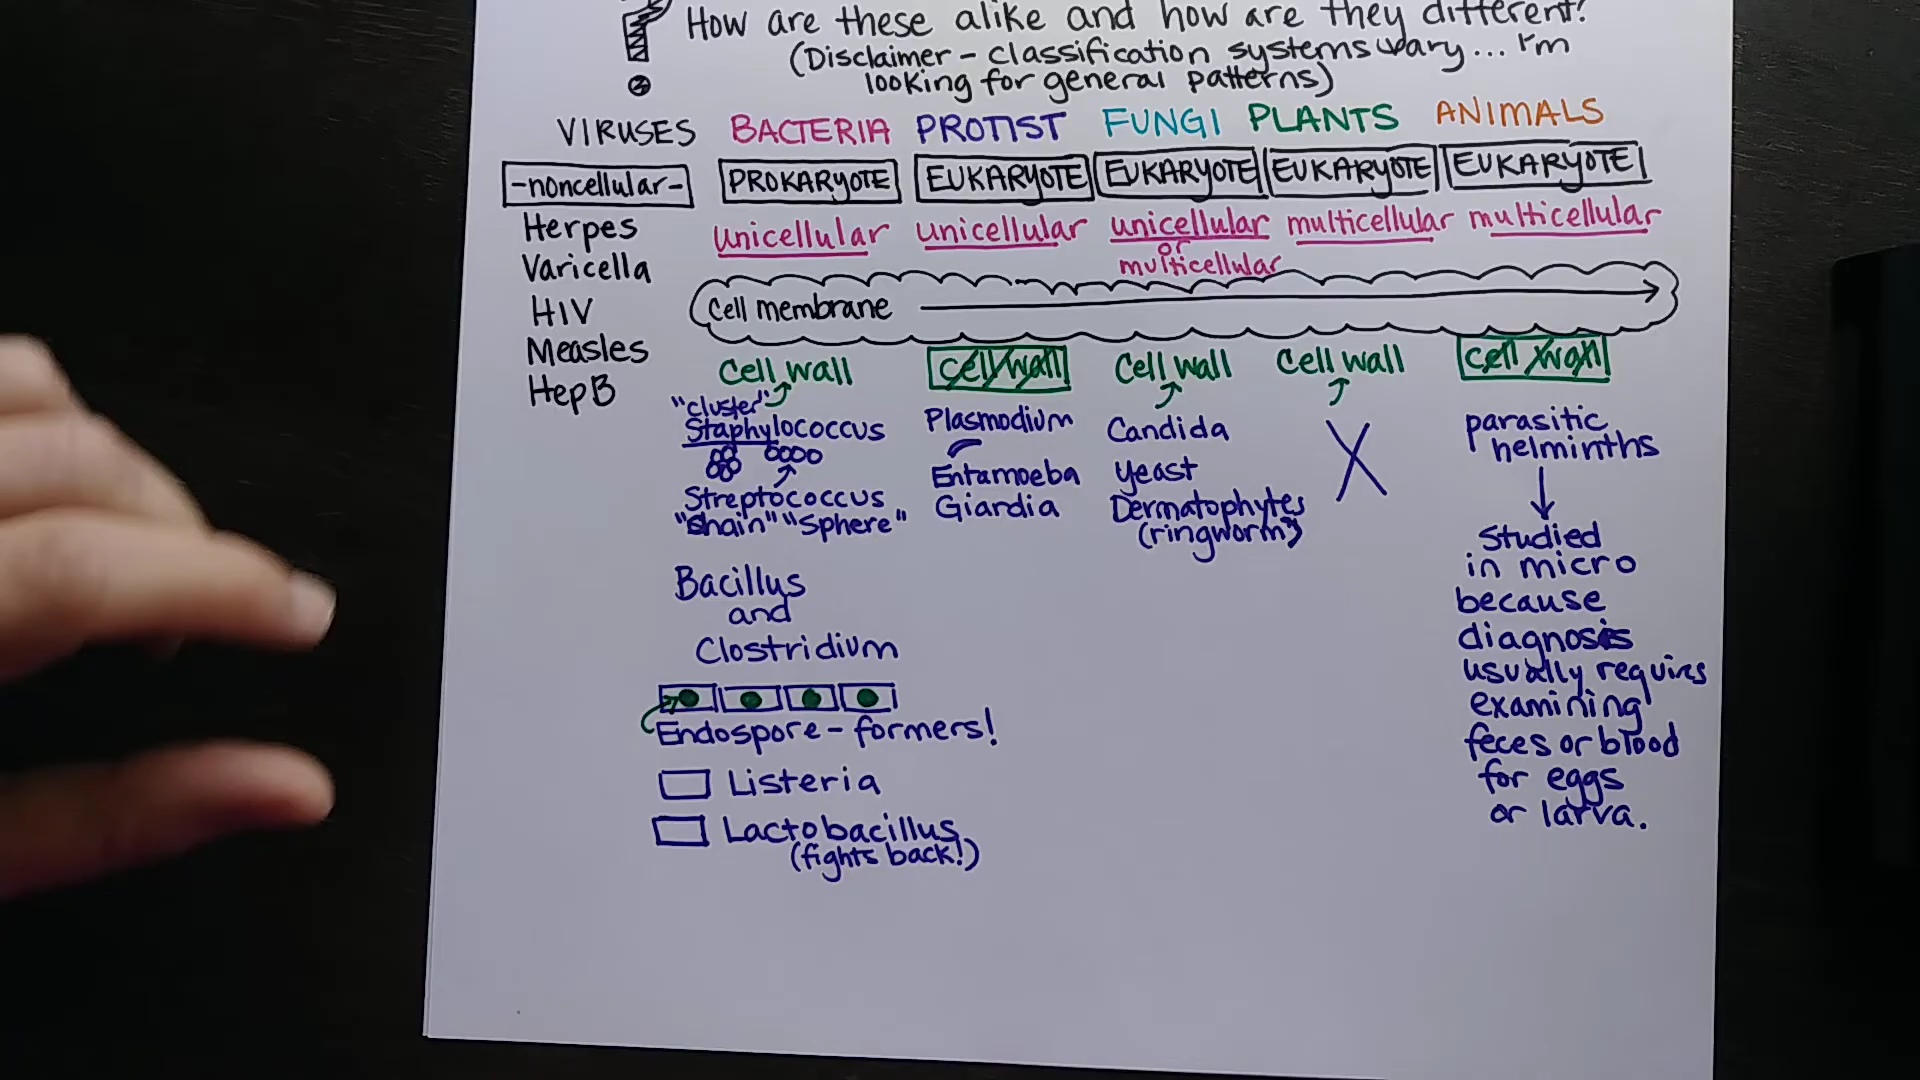 How are these alike and how are they different?
(Disclaimer - classification systems vary... I'm
looking for general patterns)
VIRUSES BACTERIA PROTIST FUNGI PLANTS ANIMALS
-noncellular- PROKARYOTE EUKARYOTE EUKARYOTE EUKARYOTE EUKARYOTE
Herpes unicellular unicellular unicellular multicellular multicellular
or
Varicella multicellular
HIV Cell membrane
Measles Cell wall Cell wall Cell wall Cell wall Cell wall
Hep B
"cluster"
Staphylococcus
Streptococcus
"chain" "sphere"
Bacillus
and
Clostridium
Endospore-formers!
Listeria
Lactobacillus
(fights back!)
Plasmodium
Entamoeba
Giardia
Candida
yeast
Dermatophytes
(ringworm)
X
parasitic
helminths
Studied
in micro
because
diagnosis
usually requires
examining
feces or blood
for eggs
or larva.